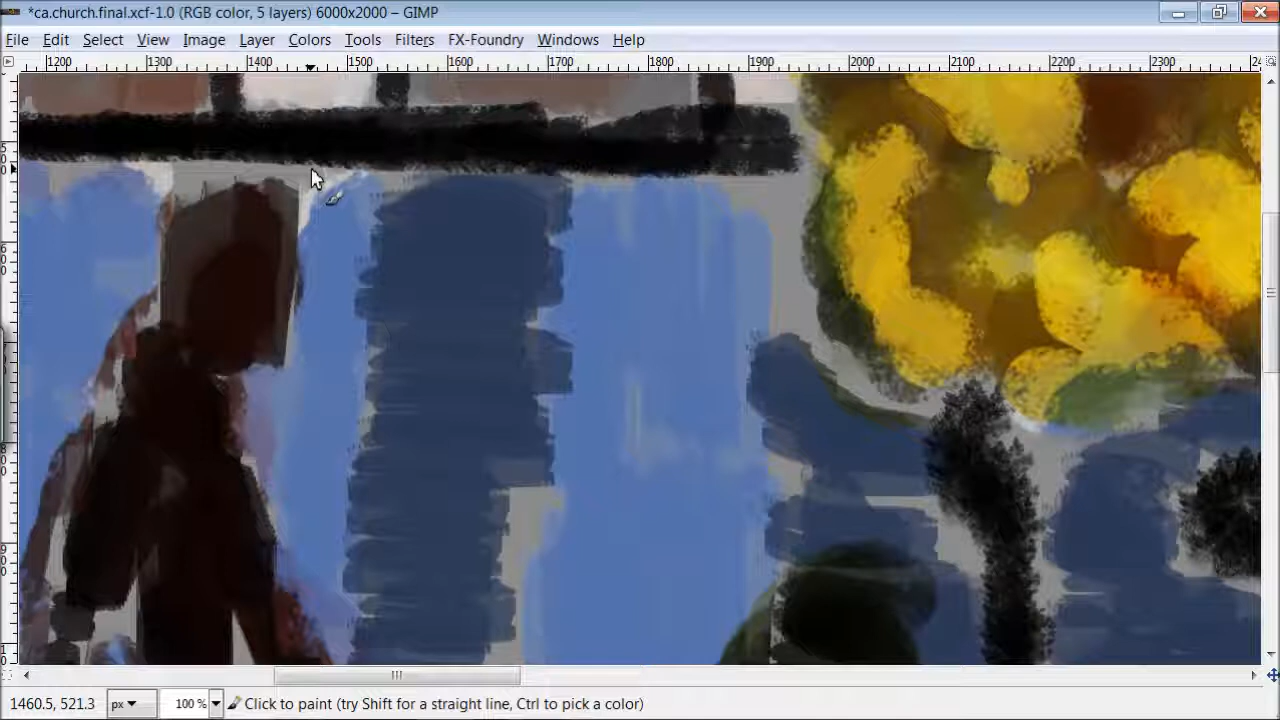 *ca.church.final.xcf-1.0 (RGB color, 5 layers) 6000x2000 – GIMP
File Edit Select View Image Layer Colors Tools Filters FX-Foundry Windows Help
1200 1300 1400 1500 1600 1700 1800 1900 2000 2100 2200 2300
1460.5, 521.3 px 100 % Click to paint (try Shift for a straight line, Ctrl to pick a color)